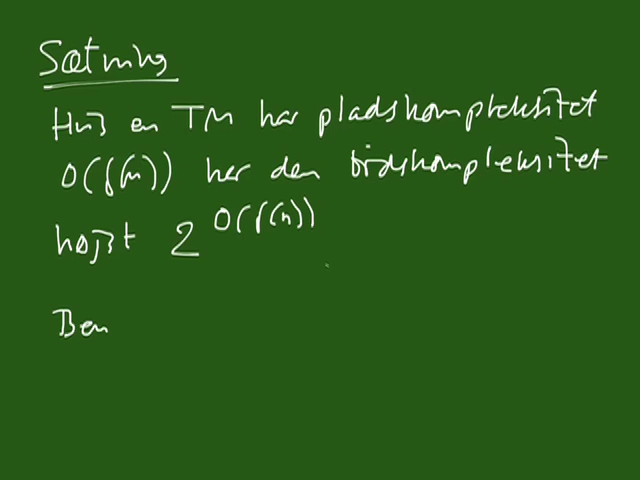 Sætning
Hvis en TM har pladskompleksitet
O(f(n)) har den tidskompleksitet
højst 2^O(f(n))
Bev